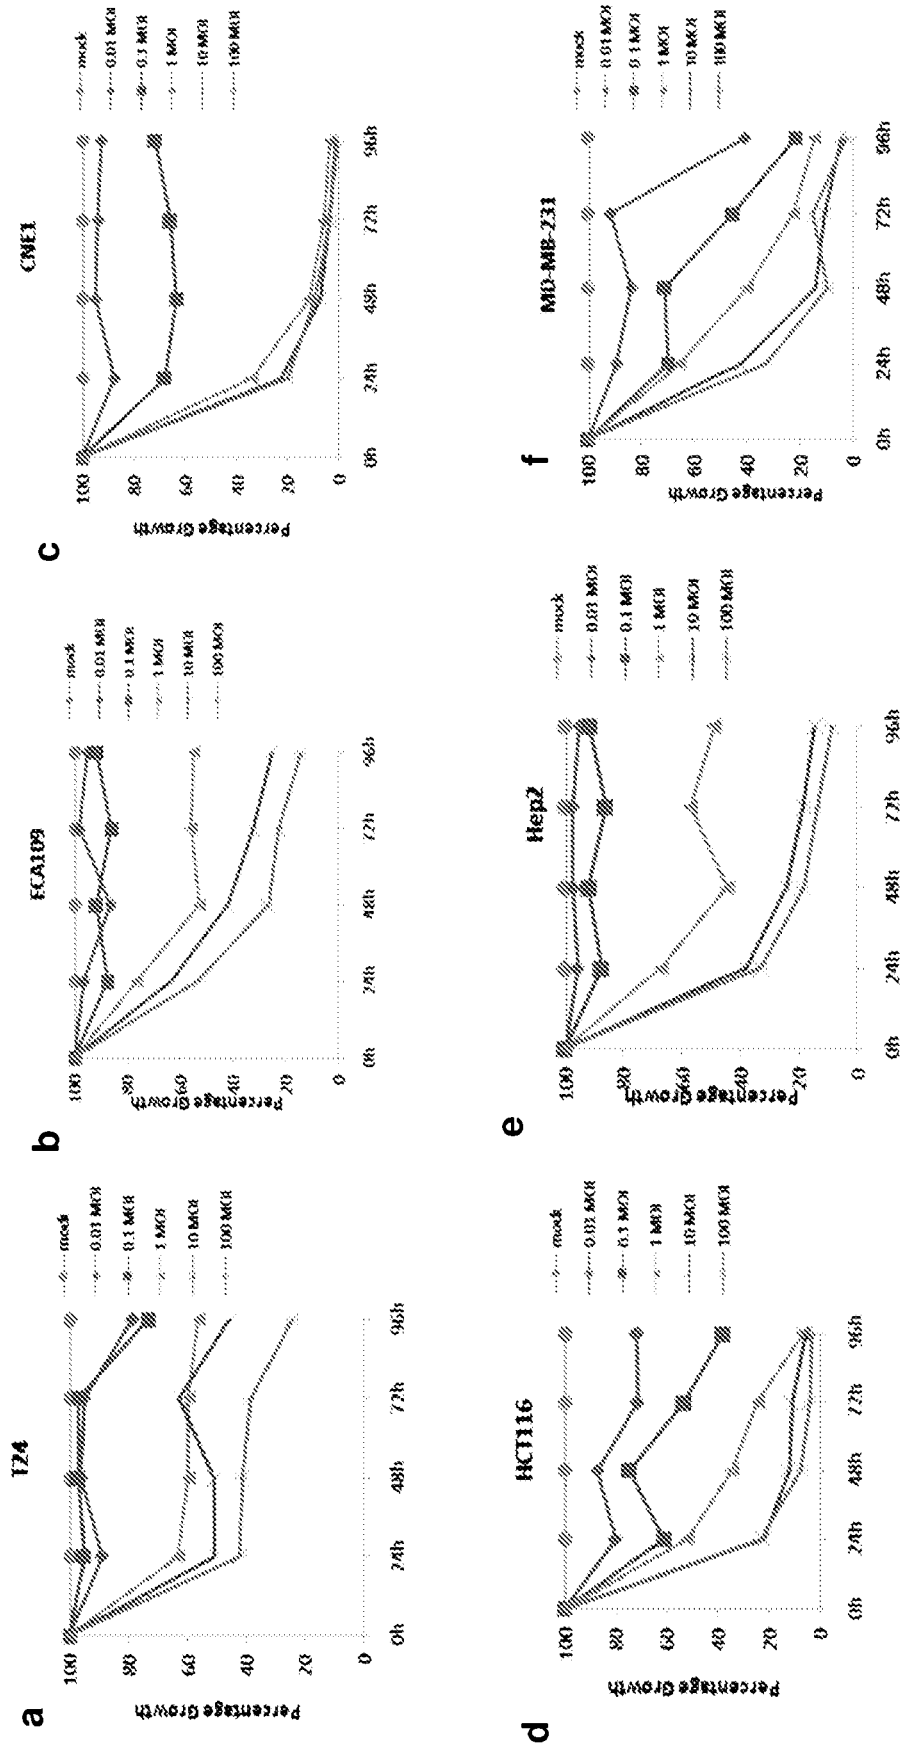 a
T24
Percentage Growth
100
80
60
40
20
0
0h
24h
48h
72h
96h
mock
0.01 MOI
0.1 MOI
1 MOI
10 MOI
100 MOI
b
ECA109
Percentage Growth
100
80
60
40
20
0
0h
24h
48h
72h
96h
mock
0.01 MOI
0.1 MOI
1 MOI
10 MOI
100 MOI
c
CNE1
Percentage Growth
100
80
60
40
20
0
0h
24h
48h
72h
96h
mock
0.01 MOI
0.1 MOI
1 MOI
10 MOI
100 MOI
d
HCT116
Percentage Growth
100
80
60
40
20
0
0h
24h
48h
72h
96h
mock
0.01 MOI
0.1 MOI
1 MOI
10 MOI
100 MOI
e
Hep2
Percentage Growth
100
80
60
40
20
0
0h
24h
48h
72h
96h
mock
0.01 MOI
0.1 MOI
1 MOI
10 MOI
100 MOI
f
MD-MB-231
Percentage Growth
100
80
60
40
20
0
0h
24h
48h
72h
96h
mock
0.01 MOI
0.1 MOI
1 MOI
10 MOI
100 MOI